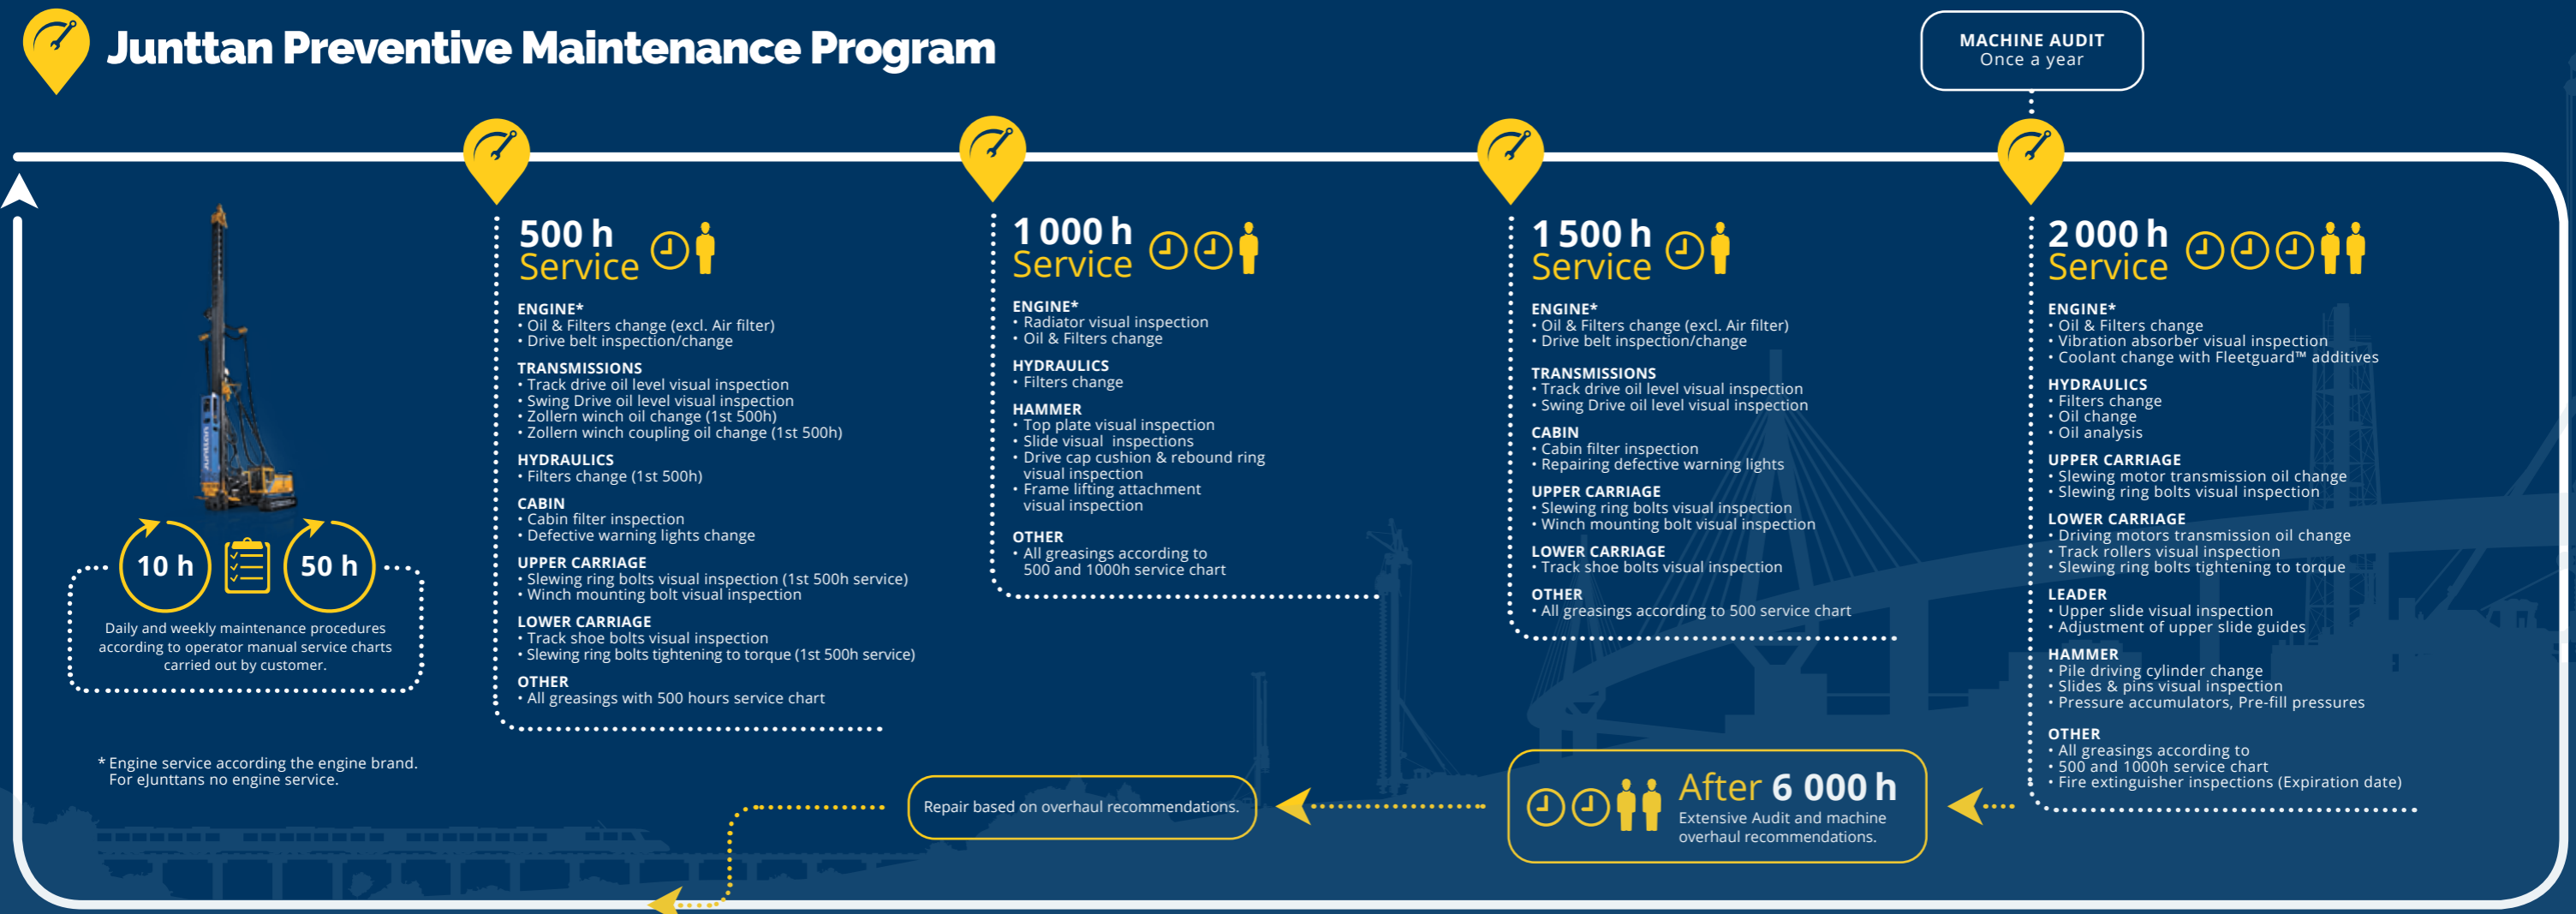 Junttan Preventive Maintenance Program
MACHINE AUDIT
Once a year
Junttan
10 h
50 h
Daily and weekly maintenance procedures
according to operator manual service charts
carried out by customer.
* Engine service according the engine brand.
For eJunttans no engine service.
500 h
Service
ENGINE*
• Oil & Filters change (excl. Air filter)
• Drive belt inspection/change
TRANSMISSIONS
• Track drive oil level visual inspection
• Swing Drive oil level visual inspection
• Zollern winch oil change (1st 500h)
• Zollern winch coupling oil change (1st 500h)
HYDRAULICS
• Filters change (1st 500h)
CABIN
• Cabin filter inspection
• Defective warning lights change
UPPER CARRIAGE
• Slewing ring bolts visual inspection (1st 500h service)
• Winch mounting bolt visual inspection
LOWER CARRIAGE
• Track shoe bolts visual inspection
• Slewing ring bolts tightening to torque (1st 500h service)
OTHER
• All greasings with 500 hours service chart
1 000 h
Service
ENGINE*
• Radiator visual inspection
• Oil & Filters change
HYDRAULICS
• Filters change
HAMMER
• Top plate visual inspection
• Slide visual inspections
• Drive cap cushion & rebound ring
visual inspection
• Frame lifting attachment
visual inspection
OTHER
• All greasings according to
500 and 1000h service chart
1 500 h
Service
ENGINE*
• Oil & Filters change (excl. Air filter)
• Drive belt inspection/change
TRANSMISSIONS
• Track drive oil level visual inspection
• Swing Drive oil level visual inspection
CABIN
• Cabin filter inspection
• Repairing defective warning lights
UPPER CARRIAGE
• Slewing ring bolts visual inspection
• Winch mounting bolt visual inspection
LOWER CARRIAGE
• Track shoe bolts visual inspection
OTHER
• All greasings according to 500 service chart
2 000 h
Service
ENGINE*
• Oil & Filters change
• Vibration absorber visual inspection
• Coolant change with Fleetguard™ additives
HYDRAULICS
• Filters change
• Oil change
• Oil analysis
UPPER CARRIAGE
• Slewing motor transmission oil change
• Slewing ring bolts visual inspection
LOWER CARRIAGE
• Driving motors transmission oil change
• Track rollers visual inspection
• Slewing ring bolts tightening to torque
LEADER
• Upper slide visual inspection
• Adjustment of upper slide guides
HAMMER
• Pile driving cylinder change
• Slides & pins visual inspection
• Pressure accumulators, Pre-fill pressures
OTHER
• All greasings according to
• 500 and 1000h service chart
• Fire extinguisher inspections (Expiration date)
After 6 000 h
Extensive Audit and machine
overhaul recommendations.
Repair based on overhaul recommendations.